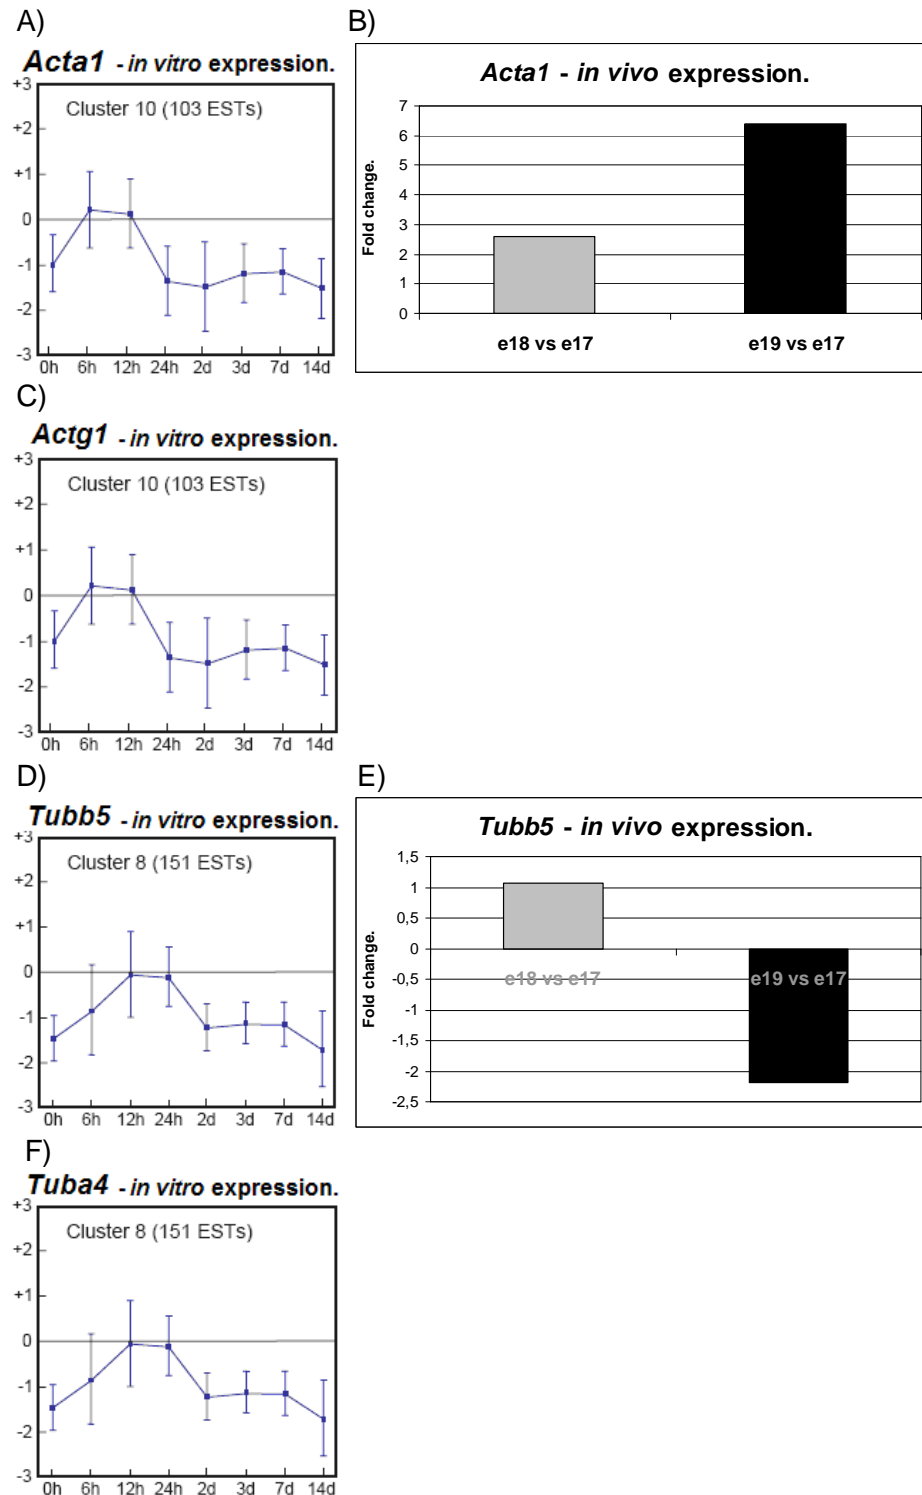 A)
Acta1 - in vitro expression.
+3
Cluster 10 (103 ESTs)
+2
+1
0
-1
-2
-3
0h 6h 12h 24h 2d 3d 7d 14d
B)
Acta1 - in vivo expression.
Fold change.
7
6
5
4
3
2
1
0
e18 vs e17 e19 vs e17
C)
Actg1 - in vitro expression.
+3
Cluster 10 (103 ESTs)
+2
+1
0
-1
-2
-3
0h 6h 12h 24h 2d 3d 7d 14d
D)
Tubb5 - in vitro expression.
+3
Cluster 8 (151 ESTs)
+1
0
-1
-2
-3
0h 6h 12h 24h 2d 3d 7d 14d
E)
Tubb5 - in vivo expression.
Fold change.
1,5
1
0,5
0
-0,5
-1
-1,5
-2
-2,5
e18 vs e17 e19 vs e17
F)
Tuba4 - in vitro expression.
+3
Cluster 8 (151 ESTs)
+2
+1
0
-1
-2
-3
0h 6h 12h 24h 2d 3d 7d 14d